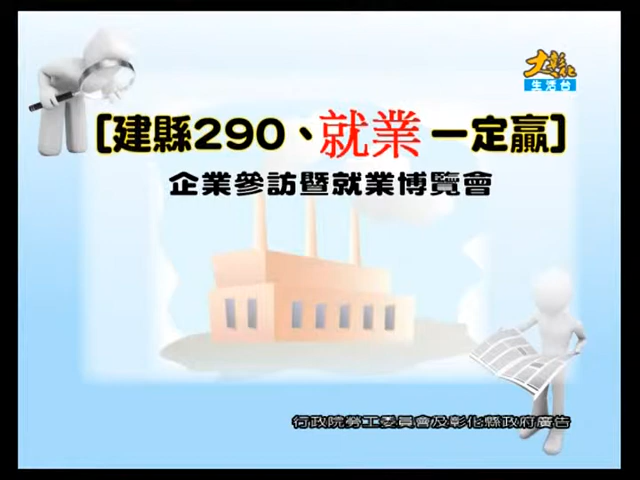 大彰化
生活台
[建縣290、就業一定贏]
企業參訪暨就業博覽會
行政院勞工委員會及彰化縣政府廣告